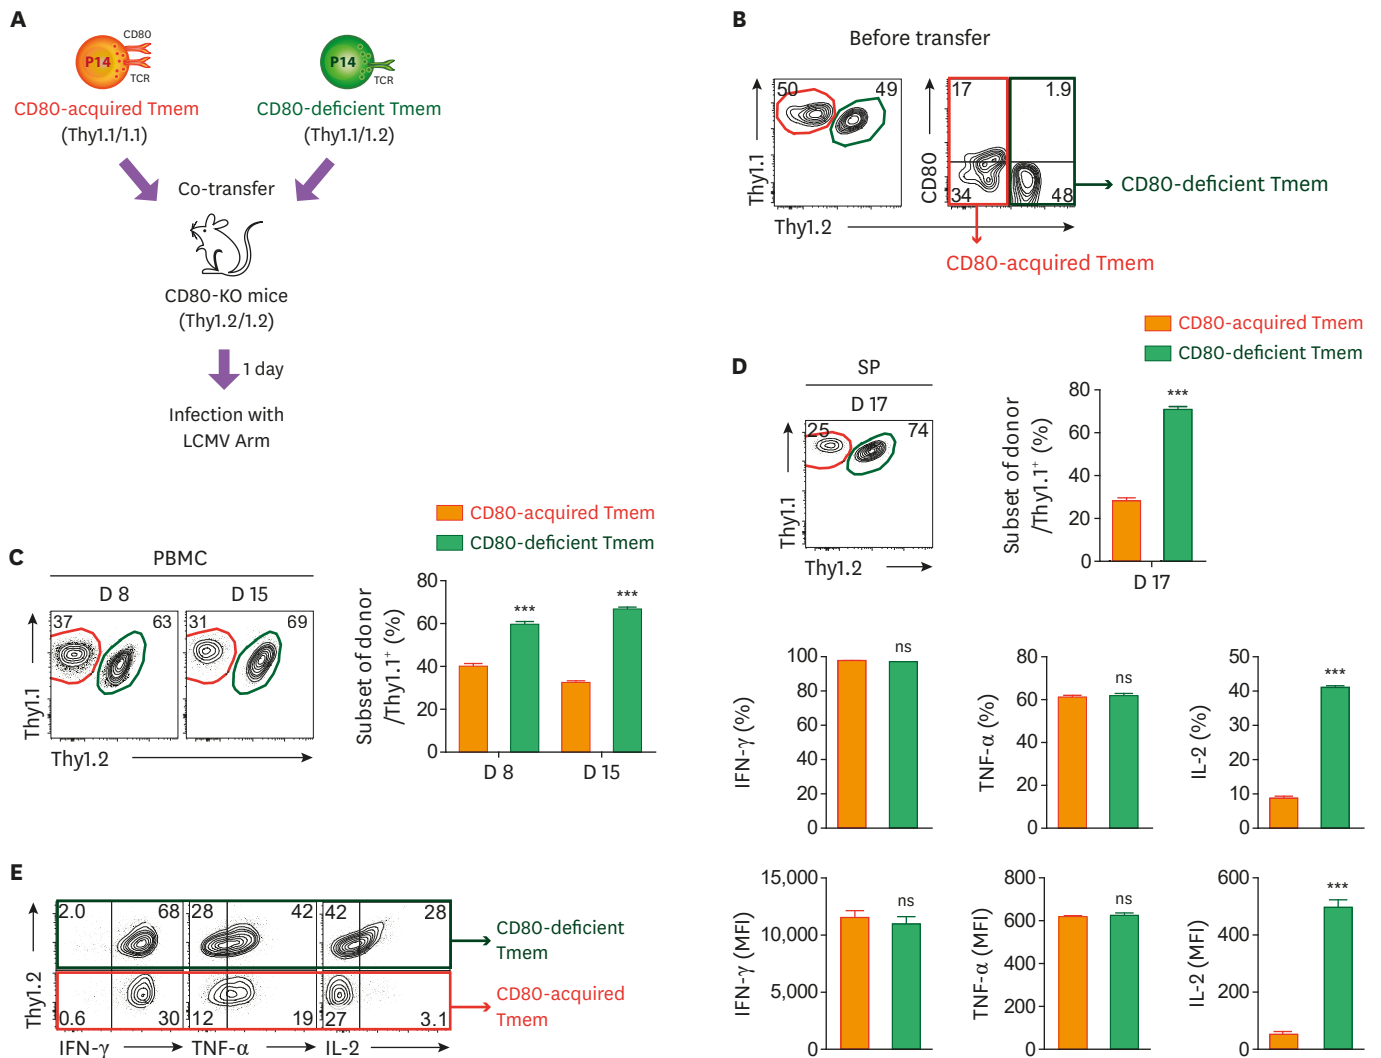 A
CD80
P14
TCR
P14
TCR
CD80-acquired Tmem
(Thy1.1/1.1)
CD80-deficient Tmem
(Thy1.1/1.2)
Co-transfer
CD80-KO mice
(Thy1.2/1.2)
1 day
Infection with
LCMV Arm
B
Before transfer
50
49
Thy1.1
Thy1.2
17
1.9
34
48
CD80
CD80-deficient Tmem
CD80-acquired Tmem
C
PBMC
D 8
D 15
37
63
31
69
Thy1.1
Thy1.2
CD80-acquired Tmem
CD80-deficient Tmem
Subset of donor
/Thy1.1+ (%)
80
60
40
20
0
***
***
D 8
D 15
CD80-acquired Tmem
CD80-deficient Tmem
D
SP
D 17
25
74
Thy1.1
Thy1.2
Subset of donor
/Thy1.1+ (%)
80
60
40
20
0
***
D 17
IFN-γ (%)
100
80
60
40
20
0
ns
TNF-α (%)
80
60
40
20
0
ns
IL-2 (%)
50
40
30
20
10
0
***
IFN-γ (MFI)
15,000
10,000
5,000
0
ns
TNF-α (MFI)
800
600
400
200
0
ns
IL-2 (MFI)
600
400
200
0
***
E
Thy1.2
2.0
68
28
42
42
28
0.6
30
12
19
27
3.1
IFN-γ
TNF-α
IL-2
CD80-deficient
Tmem
CD80-acquired
Tmem